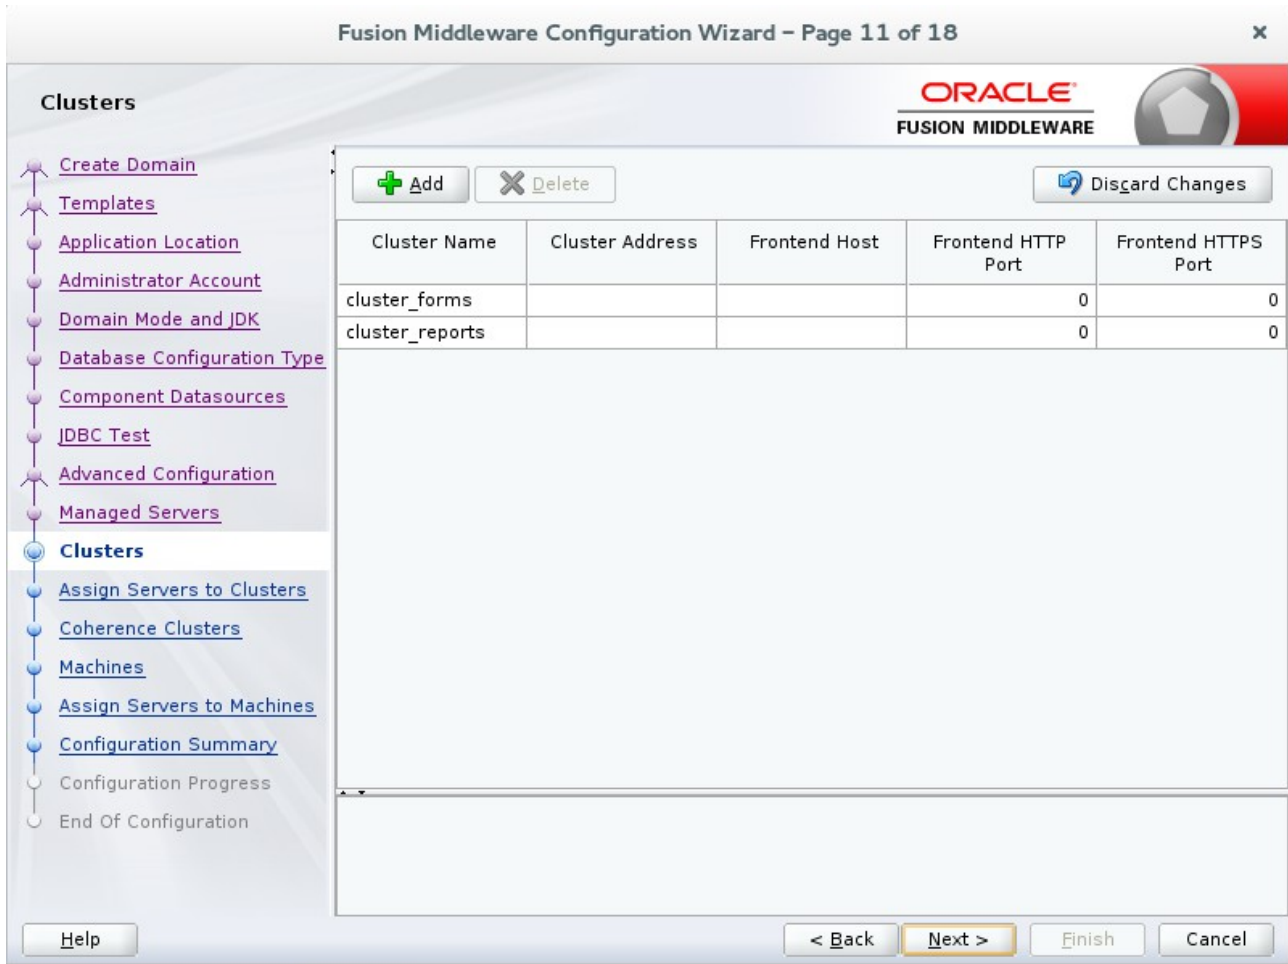 Fusion Middleware Configuration Wizard – Page 11 of 18
Clusters
ORACLE
FUSION MIDDLEWARE
Create Domain
Templates
Application Location
Administrator Account
Domain Mode and JDK
Database Configuration Type
Component Datasources
JDBC Test
Advanced Configuration
Managed Servers
Clusters
Assign Servers to Clusters
Coherence Clusters
Machines
Assign Servers to Machines
Configuration Summary
Configuration Progress
End Of Configuration
Add Delete Discard Changes
Cluster Name Cluster Address Frontend Host Frontend HTTP Port Frontend HTTPS Port
cluster_forms 0 0
cluster_reports 0 0
Help < Back Next > Finish Cancel